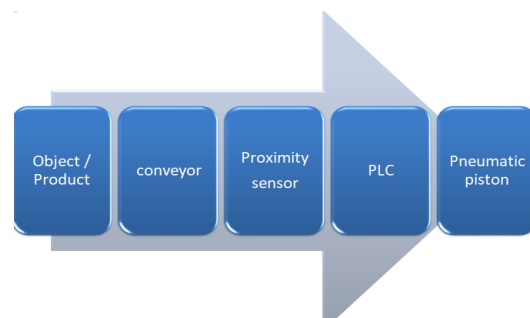 Object /
Product
conveyor
Proximity
sensor
PLC
Pneumatic
piston